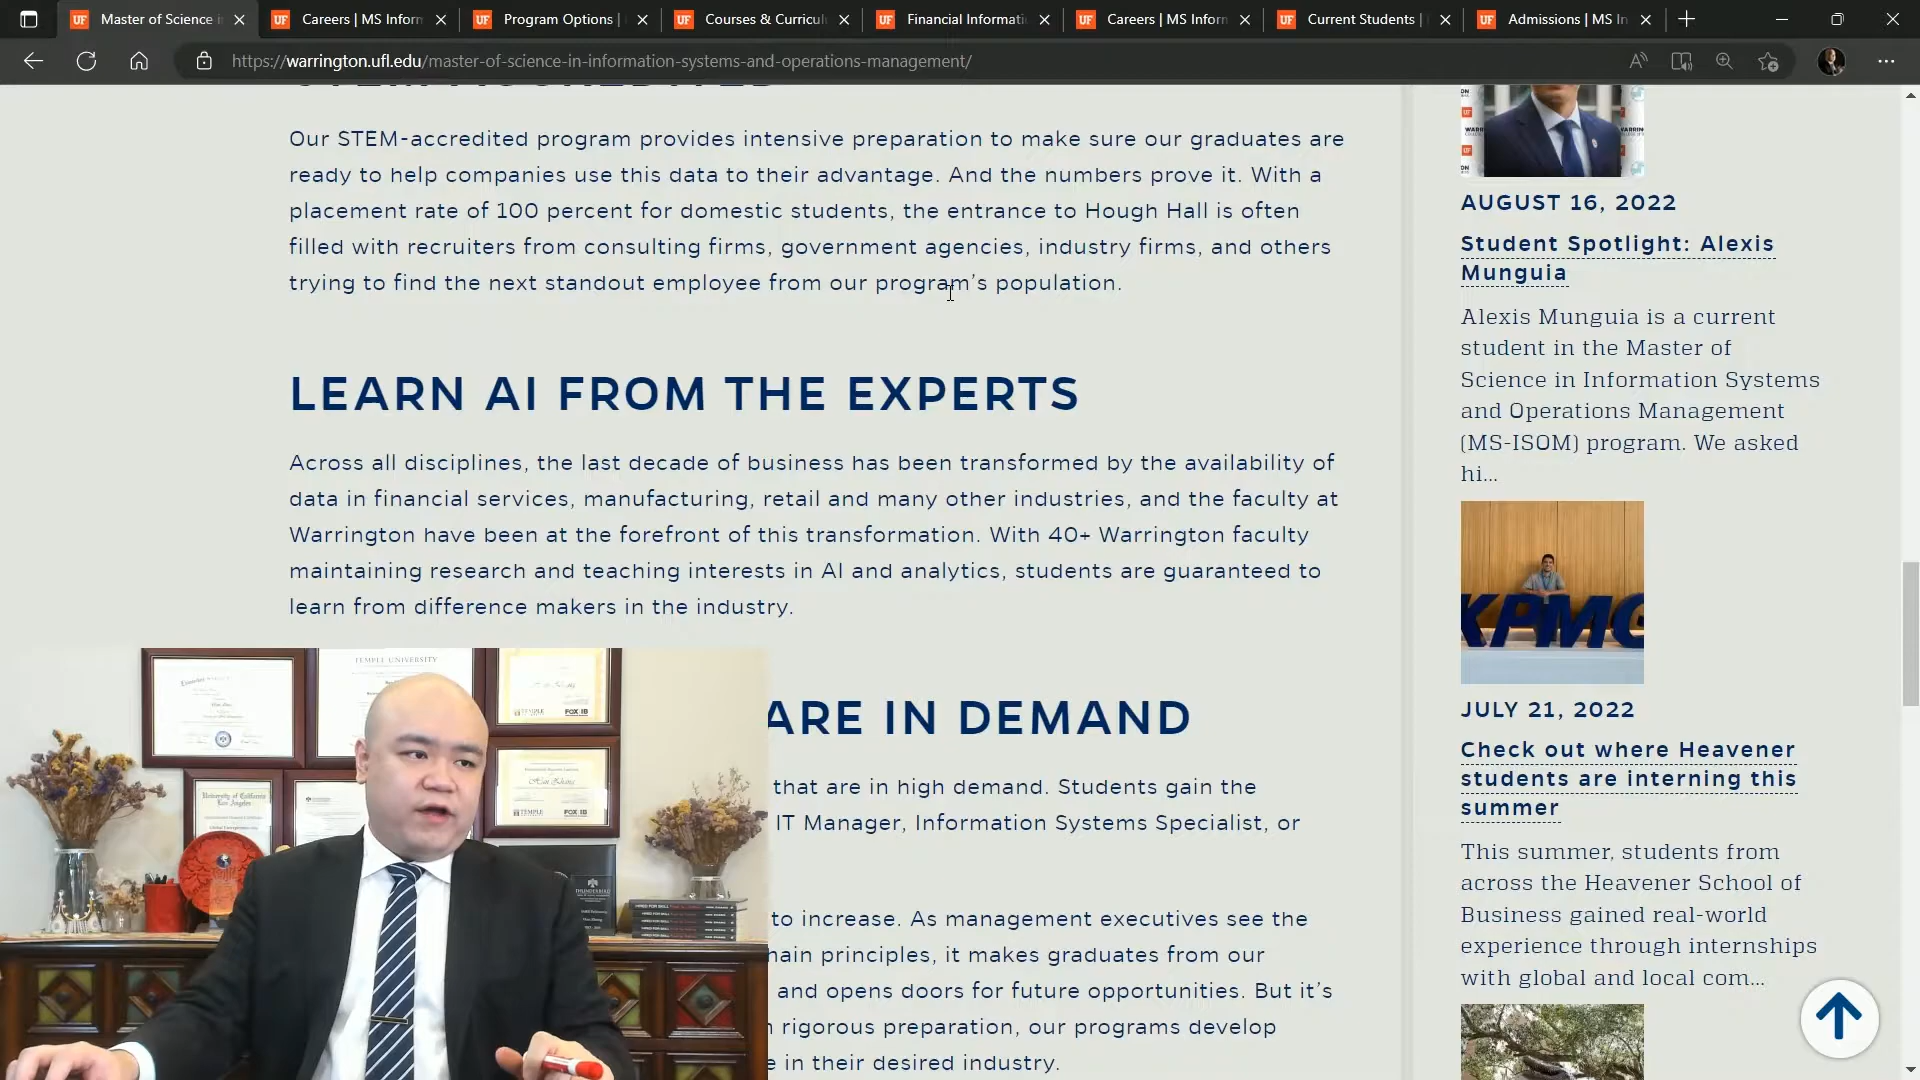 Master of Science i
Careers | MS Inform
Program Options |
Courses & Curricul
Financial Informati
Careers | MS Inform
Current Students |
Admissions | MS In
https://warrington.ufl.edu/master-of-science-in-information-systems-and-operations-management/
Our STEM-accredited program provides intensive preparation to make sure our graduates are
ready to help companies use this data to their advantage. And the numbers prove it. With a
placement rate of 100 percent for domestic students, the entrance to Hough Hall is often
filled with recruiters from consulting firms, government agencies, industry firms, and others
trying to find the next standout employee from our program’s population.
LEARN AI FROM THE EXPERTS
Across all disciplines, the last decade of business has been transformed by the availability of
data in financial services, manufacturing, retail and many other industries, and the faculty at
Warrington have been at the forefront of this transformation. With 40+ Warrington faculty
maintaining research and teaching interests in AI and analytics, students are guaranteed to
learn from difference makers in the industry.
ARE IN DEMAND
that are in high demand. Students gain the
IT Manager, Information Systems Specialist, or
to increase. As management executives see the
hain principles, it makes graduates from our
and opens doors for future opportunities. But it’s
rigorous preparation, our programs develop
e in their desired industry.
AUGUST 16, 2022
Student Spotlight: Alexis
Munguia
Alexis Munguia is a current
student in the Master of
Science in Information Systems
and Operations Management
(MS-ISOM) program. We asked
hi...
KPMG
JULY 21, 2022
Check out where Heavener
students are interning this
summer
This summer, students from
across the Heavener School of
Business gained real-world
experience through internships
with global and local com...
TEMPLE UNIVERSITY
FOX IB
FOX IB
THUNDERBIRD